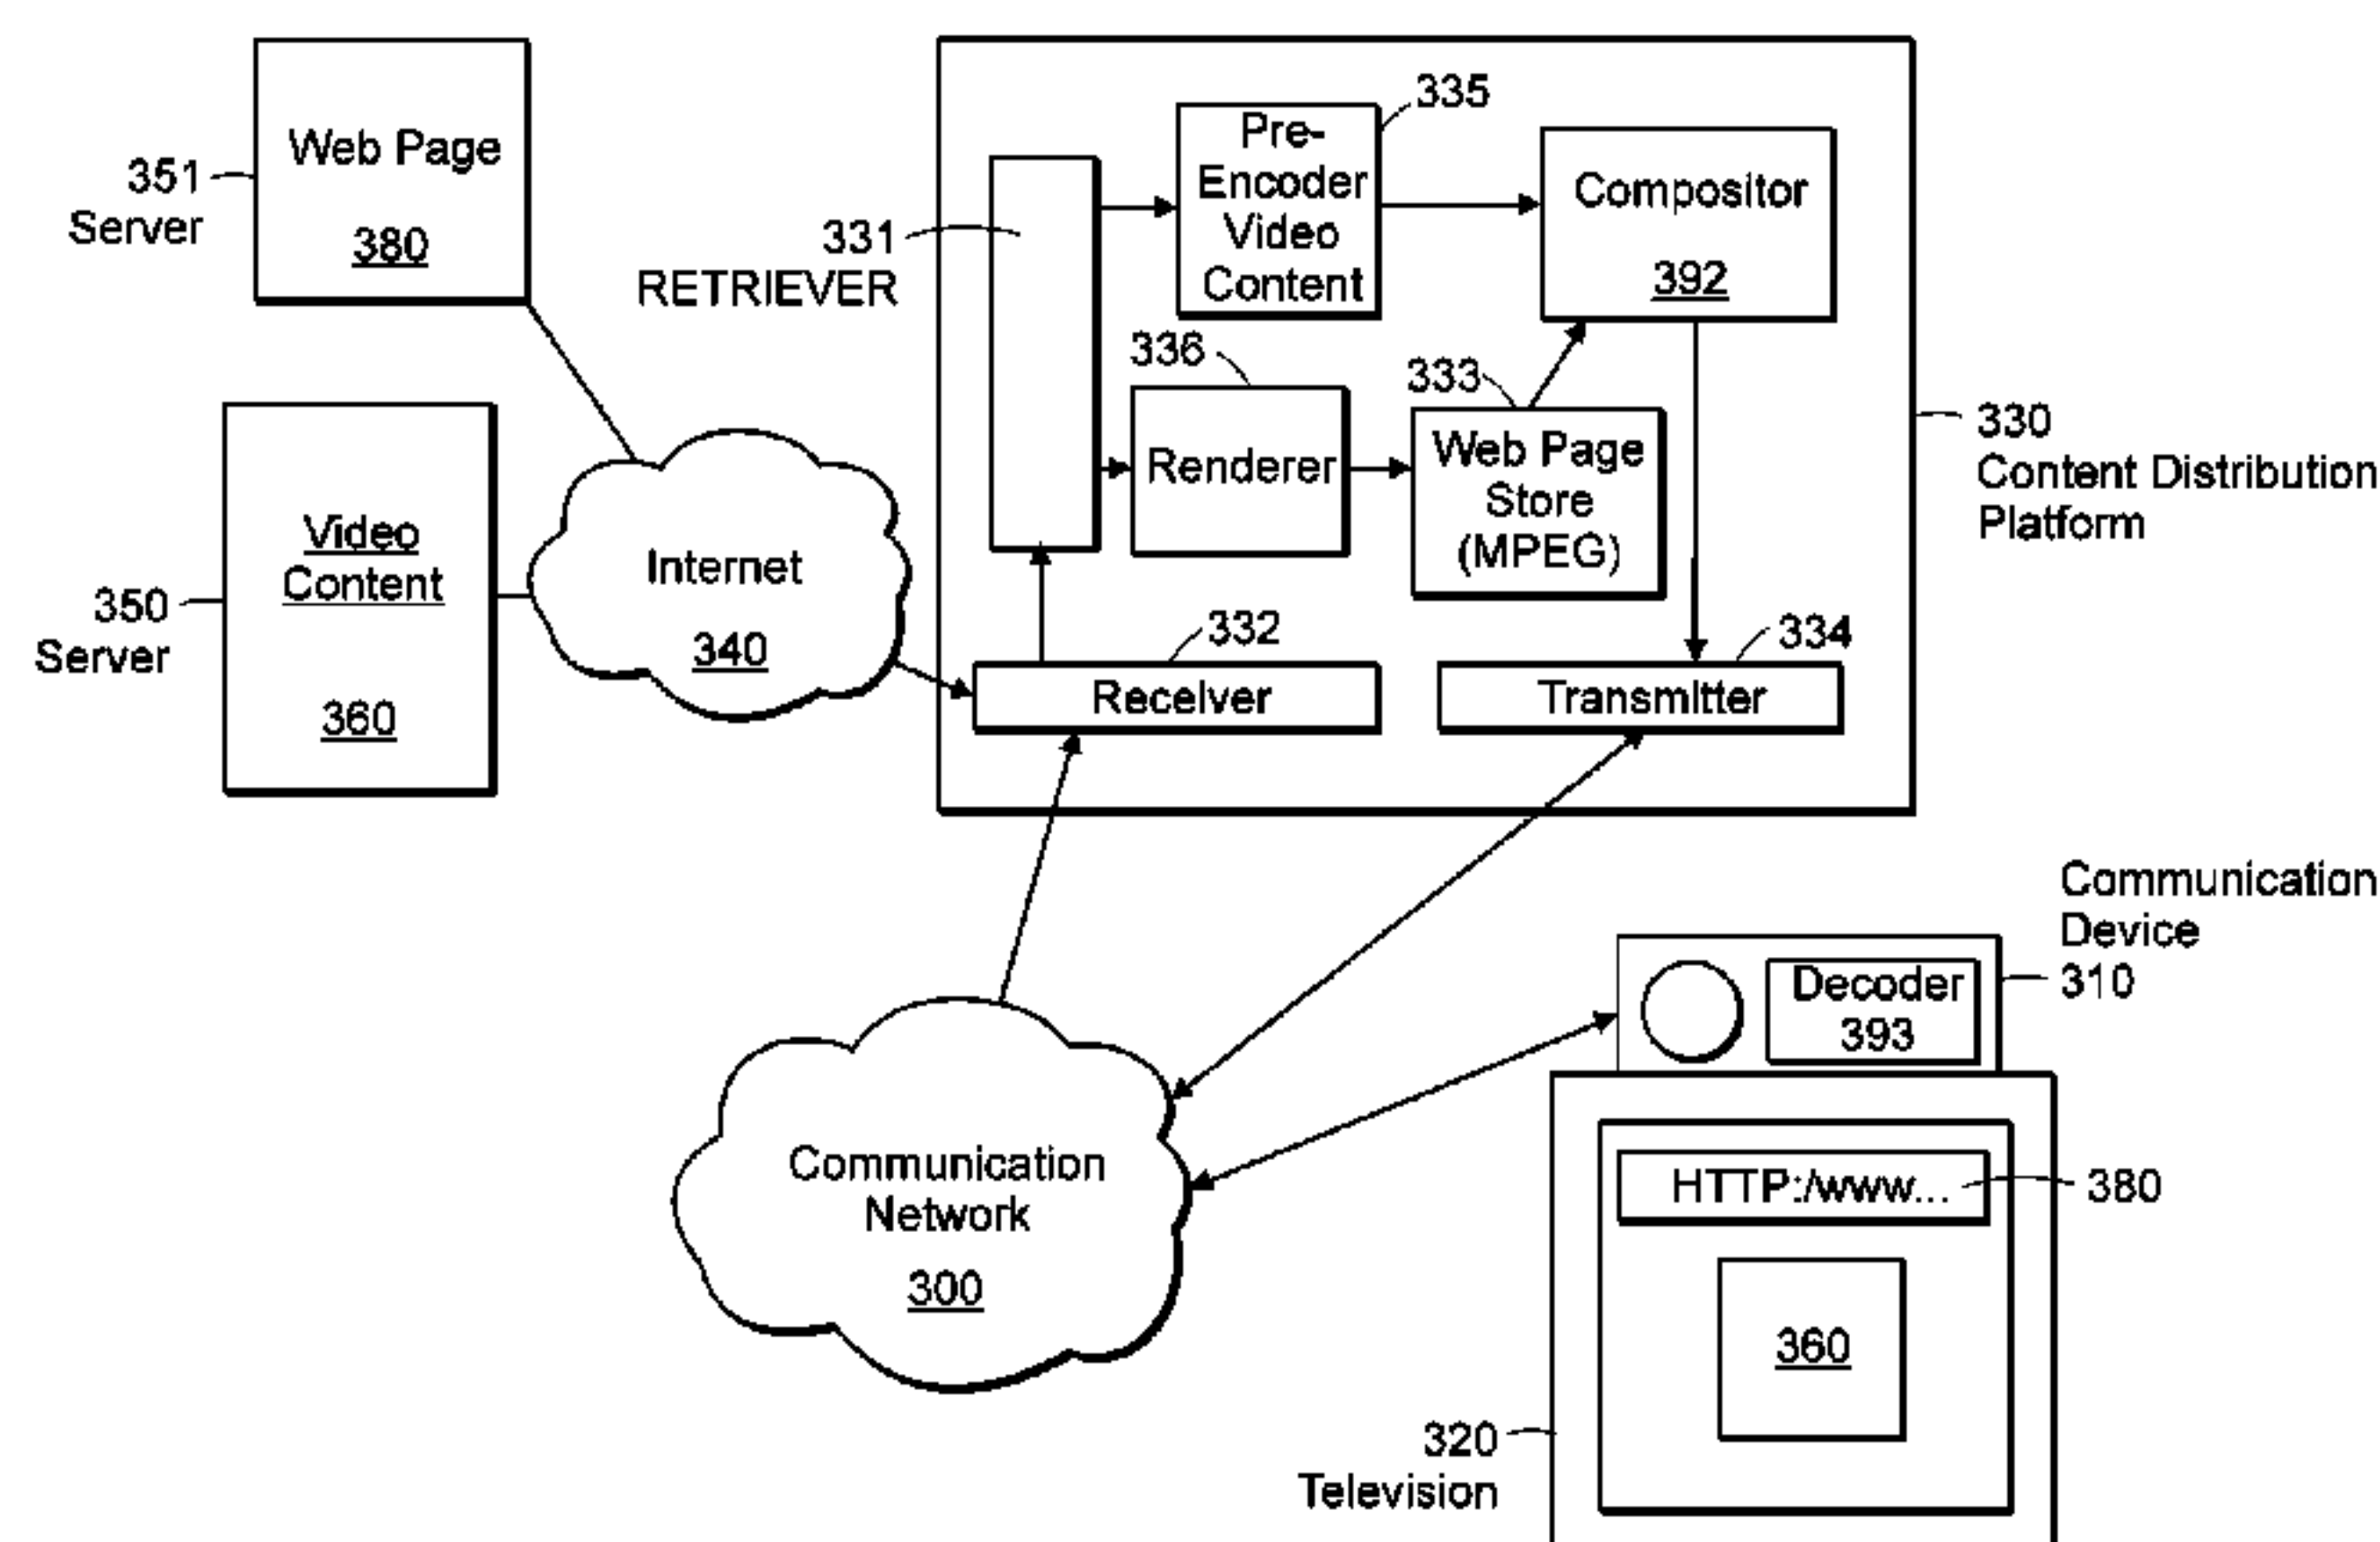 Web Page
380
351
Server
Video
Content
360
350
Server
Internet
340
331
RETRIEVER
335
Pre-
Encoder
Video
Content
Compositor
392
336
Renderer
333
Web Page
Store
(MPEG)
330
Content Distribution
Platform
332
Receiver
334
Transmitter
Communication
Device
310
Decoder
393
Communication
Network
300
HTTP:/www...
380
360
320
Television